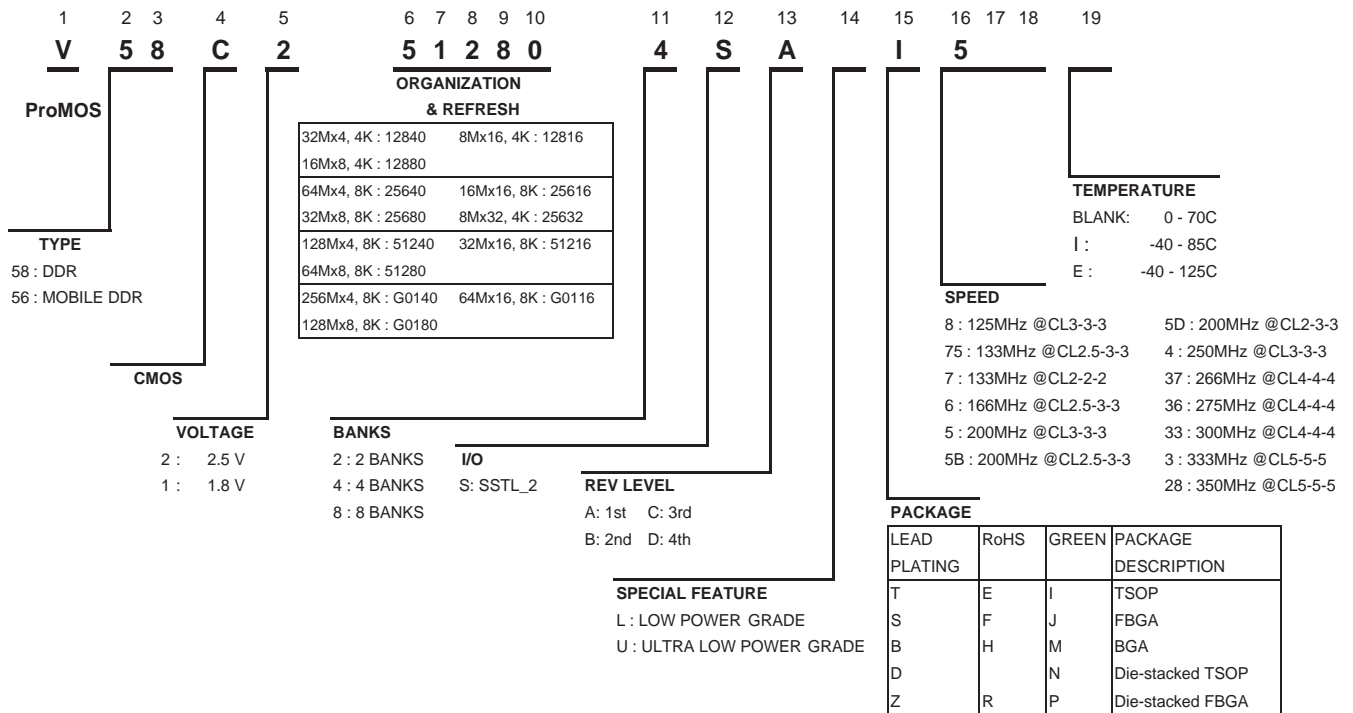 1 2 3 4 5 6 7 8 9 10 11 12 13 14 15 16 17 18 19
V 5 8 C 2 5 1 2 8 0 4 S A I 5
ProMOS
ORGANIZATION
& REFRESH
32Mx4, 4K : 12840 8Mx16, 4K : 12816
16Mx8, 4K : 12880
64Mx4, 8K : 25640 16Mx16, 8K : 25616
32Mx8, 8K : 25680 8Mx32, 4K : 25632
128Mx4, 8K : 51240 32Mx16, 8K : 51216
64Mx8, 8K : 51280
256Mx4, 8K : G0140 64Mx16, 8K : G0116
128Mx8, 8K : G0180
TYPE
58 : DDR
56 : MOBILE DDR
CMOS
VOLTAGE
2 : 2.5 V
1 : 1.8 V
BANKS
2 : 2 BANKS
4 : 4 BANKS
8 : 8 BANKS
I/O
S: SSTL_2
REV LEVEL
A: 1st C: 3rd
B: 2nd D: 4th
SPECIAL FEATURE
L : LOW POWER GRADE
U : ULTRA LOW POWER GRADE
TEMPERATURE
BLANK: 0 - 70C
I : -40 - 85C
E : -40 - 125C
SPEED
8 : 125MHz @CL3-3-3 5D : 200MHz @CL2-3-3
75 : 133MHz @CL2.5-3-3 4 : 250MHz @CL3-3-3
7 : 133MHz @CL2-2-2 37 : 266MHz @CL4-4-4
6 : 166MHz @CL2.5-3-3 36 : 275MHz @CL4-4-4
5 : 200MHz @CL3-3-3 33 : 300MHz @CL4-4-4
5B : 200MHz @CL2.5-3-3 3 : 333MHz @CL5-5-5
28 : 350MHz @CL5-5-5
PACKAGE
LEAD RoHS GREEN PACKAGE
PLATING DESCRIPTION
T E I TSOP
S F J FBGA
B H M BGA
D N Die-stacked TSOP
Z R P Die-stacked FBGA